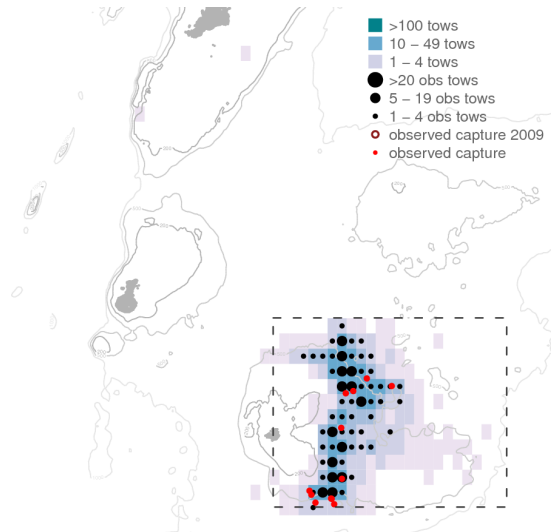 >100 tows
10 − 49 tows
1 − 4 tows
>20 obs tows
5 − 19 obs tows
1 − 4 obs tows
observed capture 2009
observed capture